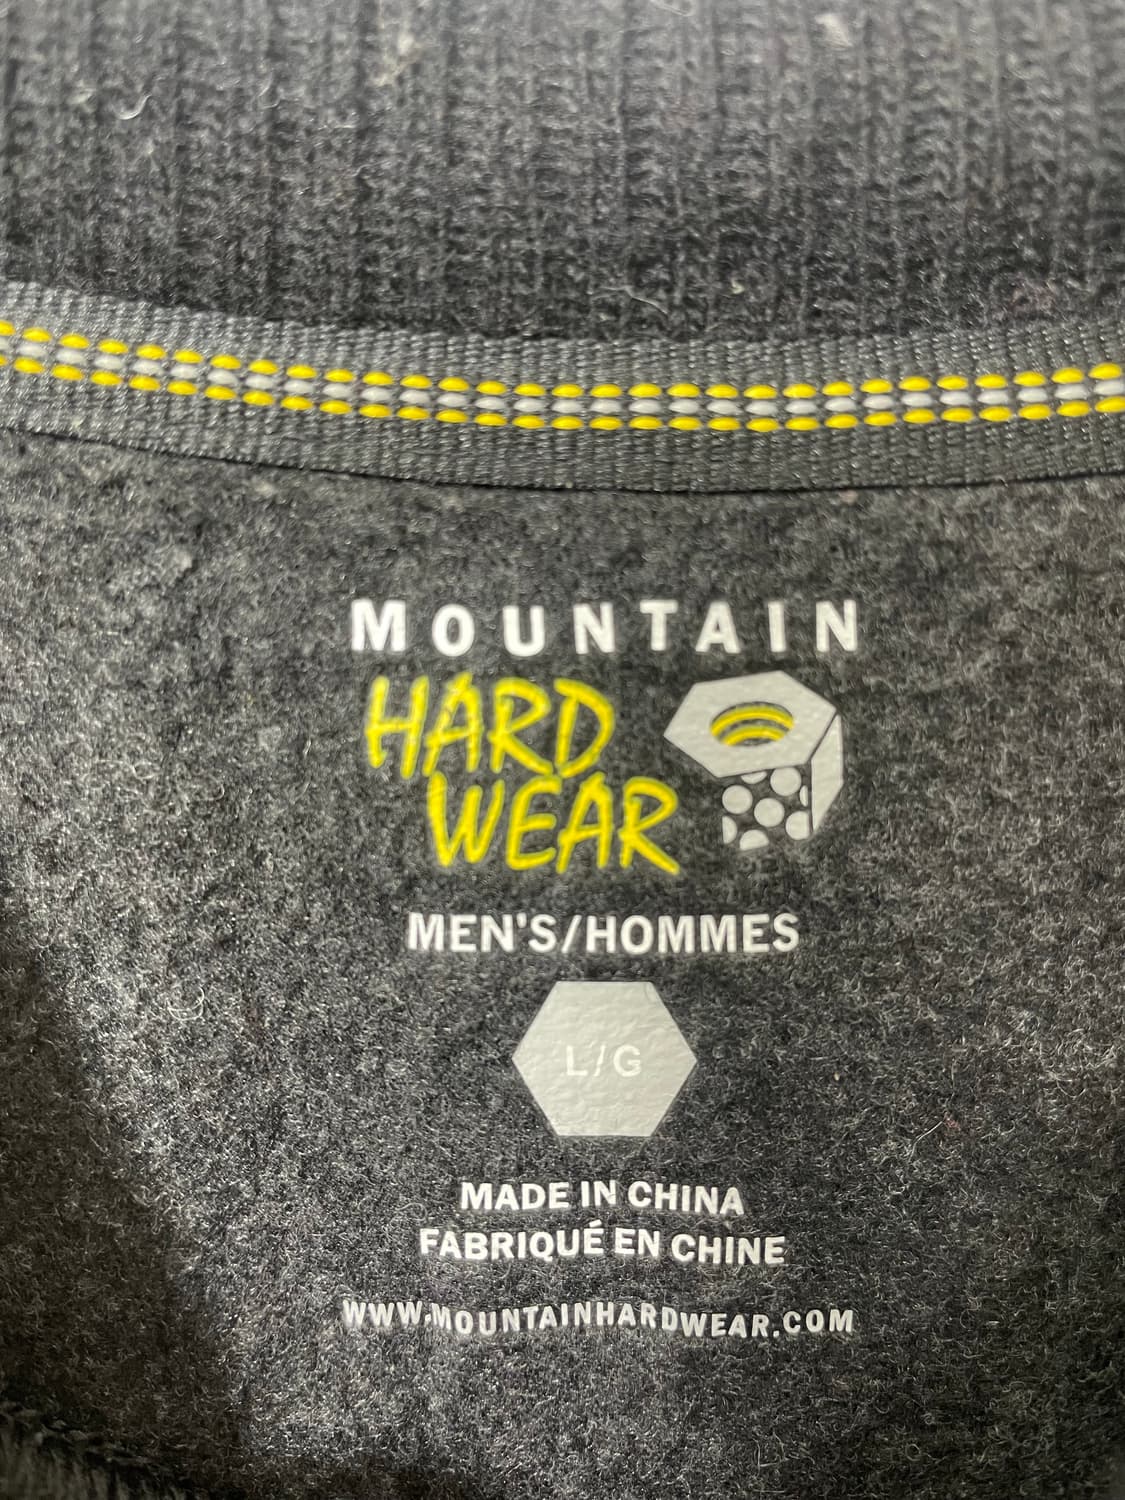 MOUNTAIN
HARD
WEAR
MEN'S/HOMMES
L/G
MADE IN CHINA
FABRIQUÉ EN CHINE
WWW.MOUNTAINHARDWEAR.COM